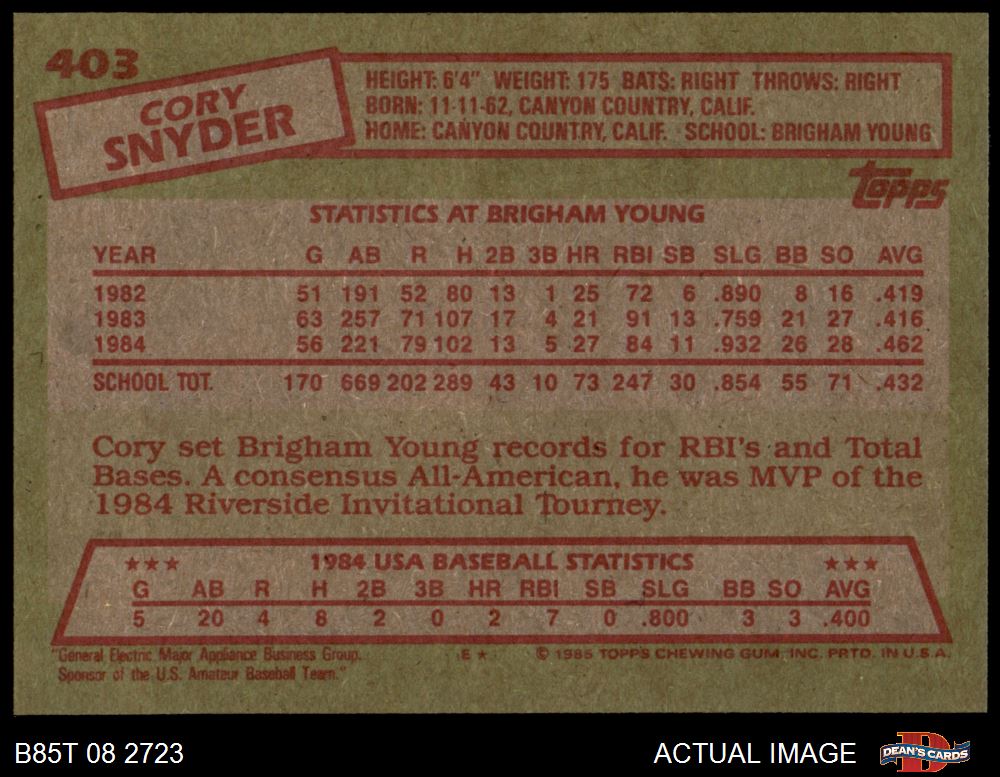 403
CORY
SNYDER
HEIGHT: 6'4" WEIGHT: 175 BATS: RIGHT THROWS: RIGHT
BORN: 11-11-62, CANYON COUNTRY, CALIF.
HOME: CANYON COUNTRY, CALIF. SCHOOL: BRIGHAM YOUNG
topps
STATISTICS AT BRIGHAM YOUNG
YEAR G AB R H 2B 3B HR RBI SB SLG BB SO AVG
1982 51 191 52 80 13 1 25 72 6 .890 8 16 .419
1983 63 257 71 107 17 4 21 91 13 .759 21 27 .416
1984 56 221 79 102 13 5 27 84 11 .932 26 28 .462
SCHOOL TOT. 170 669 202 289 43 10 73 247 30 .854 55 71 .432
Cory set Brigham Young records for RBI's and Total
Bases. A consensus All-American, he was MVP of the
1984 Riverside Invitational Tourney.
★★★ 1984 USA BASEBALL STATISTICS ★★★
G AB R H 2B 3B HR RBI SB SLG BB SO AVG
5 20 4 8 2 0 2 7 0 .800 3 3 .400
"General Electric Major Appliance Business Group. E ★ © 1985 TOPPS CHEWING GUM, INC. PRTD. IN U.S.A.
Sponsor of the U.S. Amateur Baseball Team."
B85T 08 2723 ACTUAL IMAGE D DEAN'S CARDS